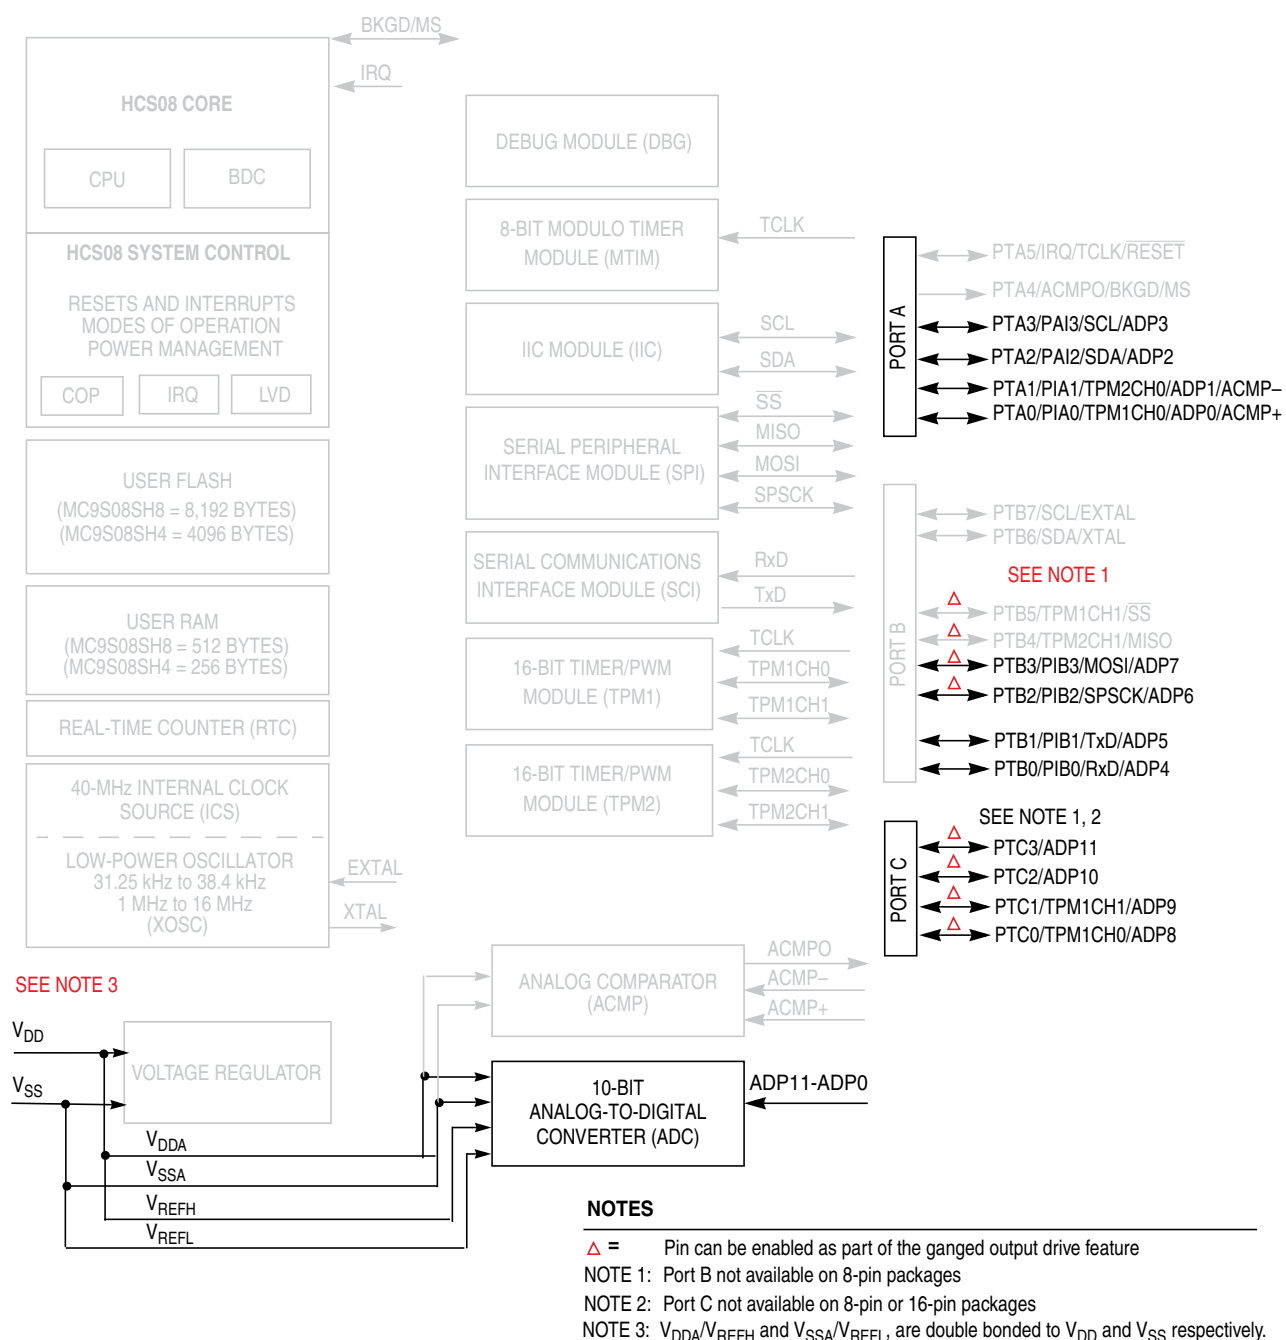 BKGD/MS
IRQ
HCS08 CORE
CPU
BDC
HCS08 SYSTEM CONTROL
RESETS AND INTERRUPTS
MODES OF OPERATION
POWER MANAGEMENT
COP
IRQ
LVD
USER FLASH
(MC9S08SH8 = 8,192 BYTES)
(MC9S08SH4 = 4096 BYTES)
USER RAM
(MC9S08SH8 = 512 BYTES)
(MC9S08SH4 = 256 BYTES)
REAL-TIME COUNTER (RTC)
40-MHz INTERNAL CLOCK
SOURCE (ICS)
LOW-POWER OSCILLATOR
31.25 kHz to 38.4 kHz
1 MHz to 16 MHz
(XOSC)
EXTAL
XTAL
SEE NOTE 3
VDD
VSS
VOLTAGE REGULATOR
VDDA
VSSA
VREFH
VREFL
DEBUG MODULE (DBG)
8-BIT MODULO TIMER
MODULE (MTIM)
TCLK
IIC MODULE (IIC)
SCL
SDA
SERIAL PERIPHERAL
INTERFACE MODULE (SPI)
SS
MISO
MOSI
SPSCK
SERIAL COMMUNICATIONS
INTERFACE MODULE (SCI)
RxD
TxD
16-BIT TIMER/PWM
MODULE (TPM1)
TCLK
TPM1CH0
TPM1CH1
16-BIT TIMER/PWM
MODULE (TPM2)
TCLK
TPM2CH0
TPM2CH1
ANALOG COMPARATOR
(ACMP)
ACMPO
ACMP–
ACMP+
10-BIT
ANALOG-TO-DIGITAL
CONVERTER (ADC)
ADP11-ADP0
PORT A
PTA5/IRQ/TCLK/RESET
PTA4/ACMPO/BKGD/MS
PTA3/PAI3/SCL/ADP3
PTA2/PAI2/SDA/ADP2
PTA1/PIA1/TPM2CH0/ADP1/ACMP–
PTA0/PIA0/TPM1CH0/ADP0/ACMP+
PORT B
PTB7/SCL/EXTAL
PTB6/SDA/XTAL
SEE NOTE 1
PTB5/TPM1CH1/SS
PTB4/TPM2CH1/MISO
PTB3/PIB3/MOSI/ADP7
PTB2/PIB2/SPSCK/ADP6
PTB1/PIB1/TxD/ADP5
PTB0/PIB0/RxD/ADP4
SEE NOTE 1, 2
PORT C
PTC3/ADP11
PTC2/ADP10
PTC1/TPM1CH1/ADP9
PTC0/TPM1CH0/ADP8
NOTES
Δ = Pin can be enabled as part of the ganged output drive feature
NOTE 1: Port B not available on 8-pin packages
NOTE 2: Port C not available on 8-pin or 16-pin packages
NOTE 3: VDDA/VREFH and VSSA/VREFL, are double bonded to VDD and VSS respectively.